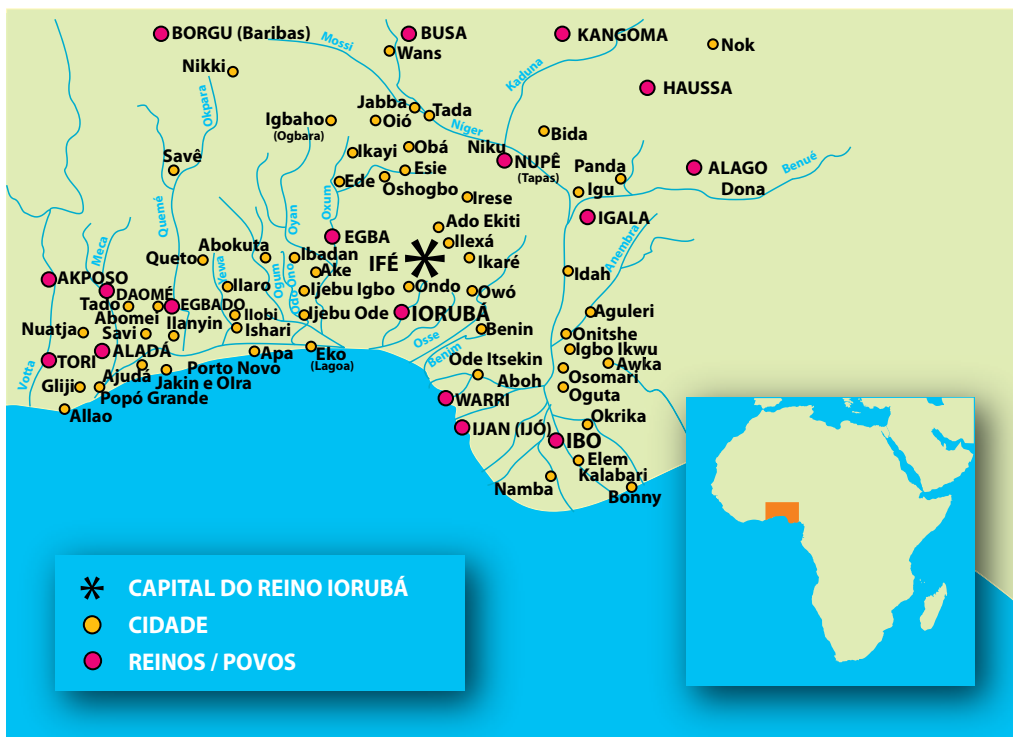 BORGU (Baribas)
BUSA
KANGOMA
Mossi
Wans
Nok
Nikki
Kaduna
HAUSSA
Okpara
Jabba
Tada
Igbaho
(Ogbara)
Oió
Níger
Bida
Ikayi
Obá
Niku
NUPÊ
(Tapas)
Savê
Esie
Panda
ALAGO
Dona
Benué
Ede
Oshogbo
Irese
Igu
Quemé
Oyan
Oxum
IGALA
Ado Ekiti
Meca
Abokuta
EGBA
Ilexá
Anembra
Queto
Ibadan
IFÉ
Ikaré
AKPOSO
Yewa
Ogum
Odo Ono
Ake
Idah
DAOMÉ
Ilaro
Ijebu Igbo
Ondo
Owó
Tado
EGBADO
Abomei
Ilobi
Ijebu Ode
IORUBÁ
Aguleri
Nuatja
Savi
Ilanyin
Ishari
Osse
Benin
Onitshe
TORI
ALADÁ
Apa
Eko
(Lagoa)
Benim
Igbo Ikwu
Votta
Ajudá
Porto Novo
Ode Itsekin
Awka
Gliji
Jakin e Olra
Aboh
Osomari
Popó Grande
WARRI
Oguta
Allao
IJAN (IJÓ)
IBO
Okrika
Elem
Kalabari
Namba
Bonny
CAPITAL DO REINO IORUBÁ
CIDADE
REINOS / POVOS